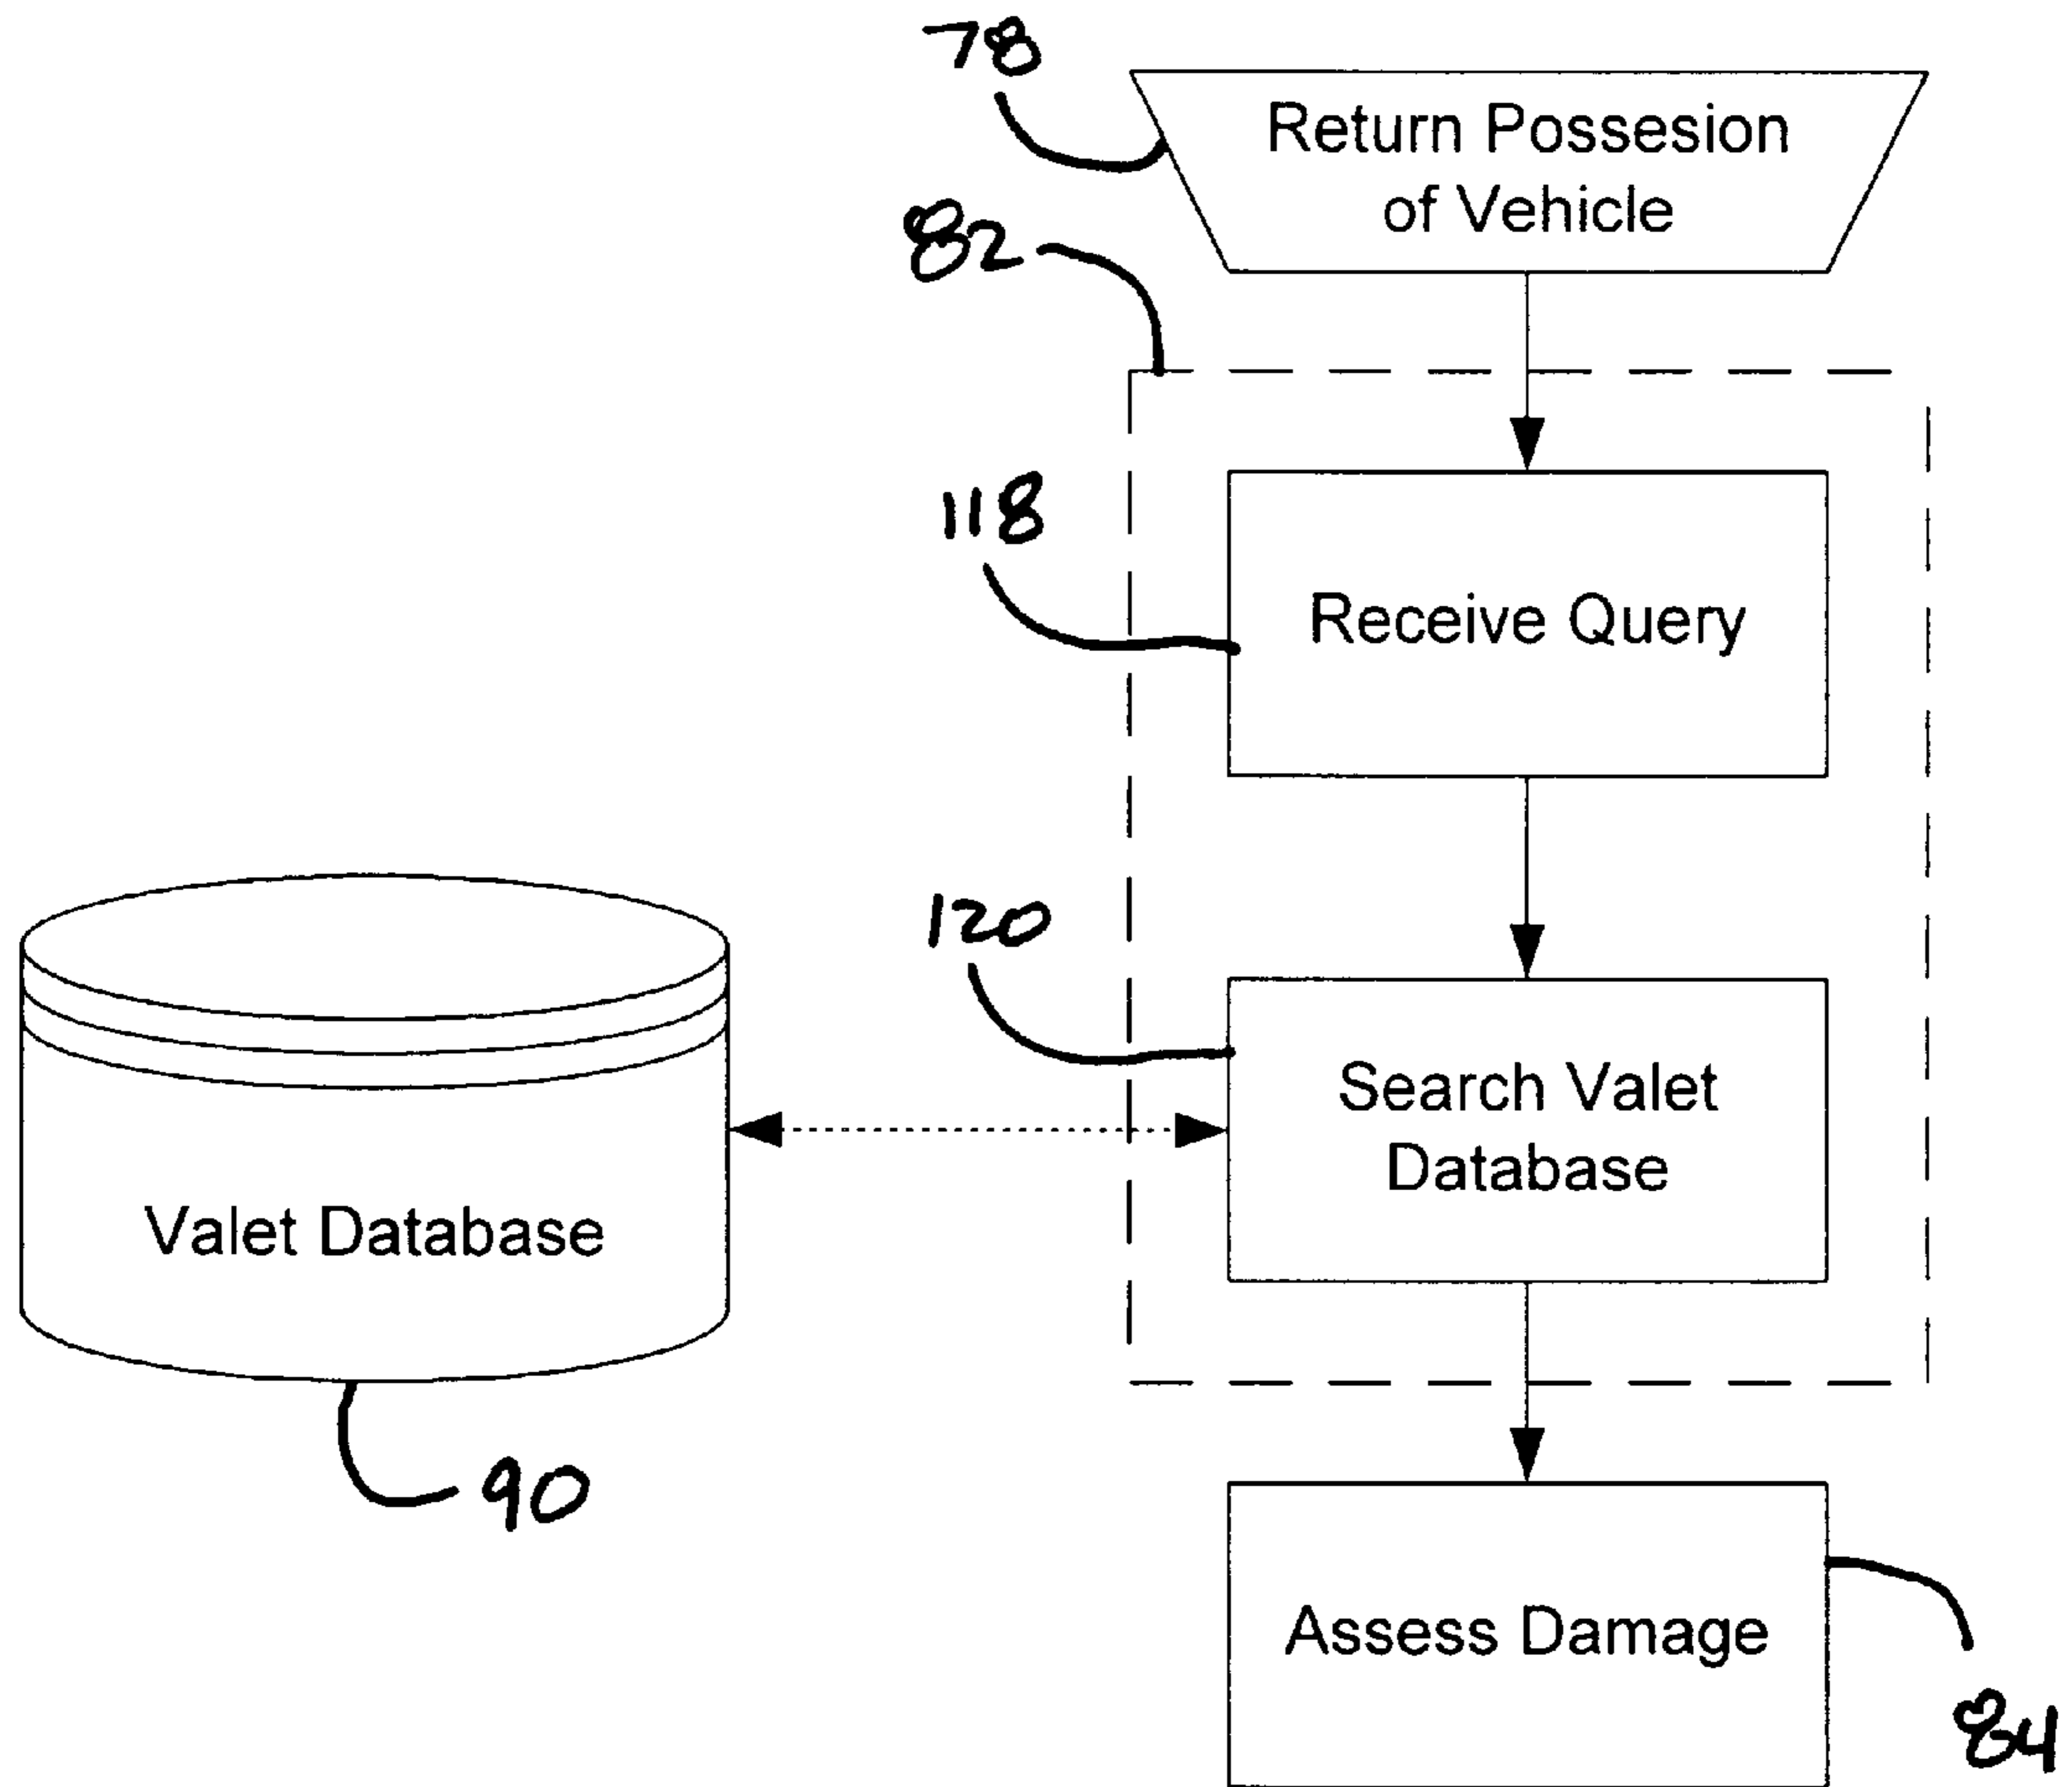 78
Return Possesion
of Vehicle
82
118
Receive Query
120
Search Valet
Database
Valet Database
90
Assess Damage
84